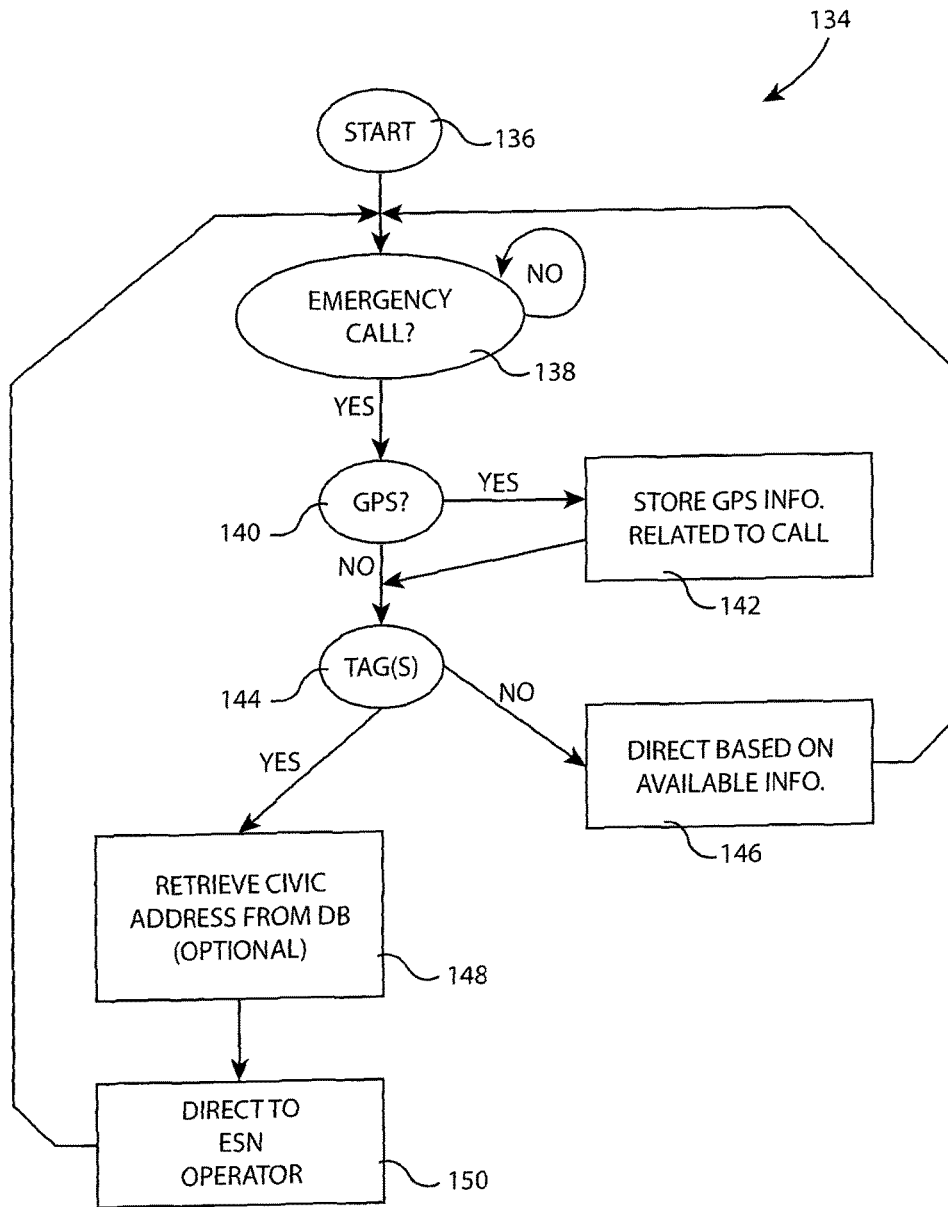 134
START
136
EMERGENCY
CALL?
NO
138
YES
GPS?
140
YES
STORE GPS INFO.
RELATED TO CALL
142
NO
TAG(S)
144
NO
DIRECT BASED ON
AVAILABLE INFO.
146
YES
RETRIEVE CIVIC
ADDRESS FROM DB
(OPTIONAL)
148
DIRECT TO
ESN
OPERATOR
150